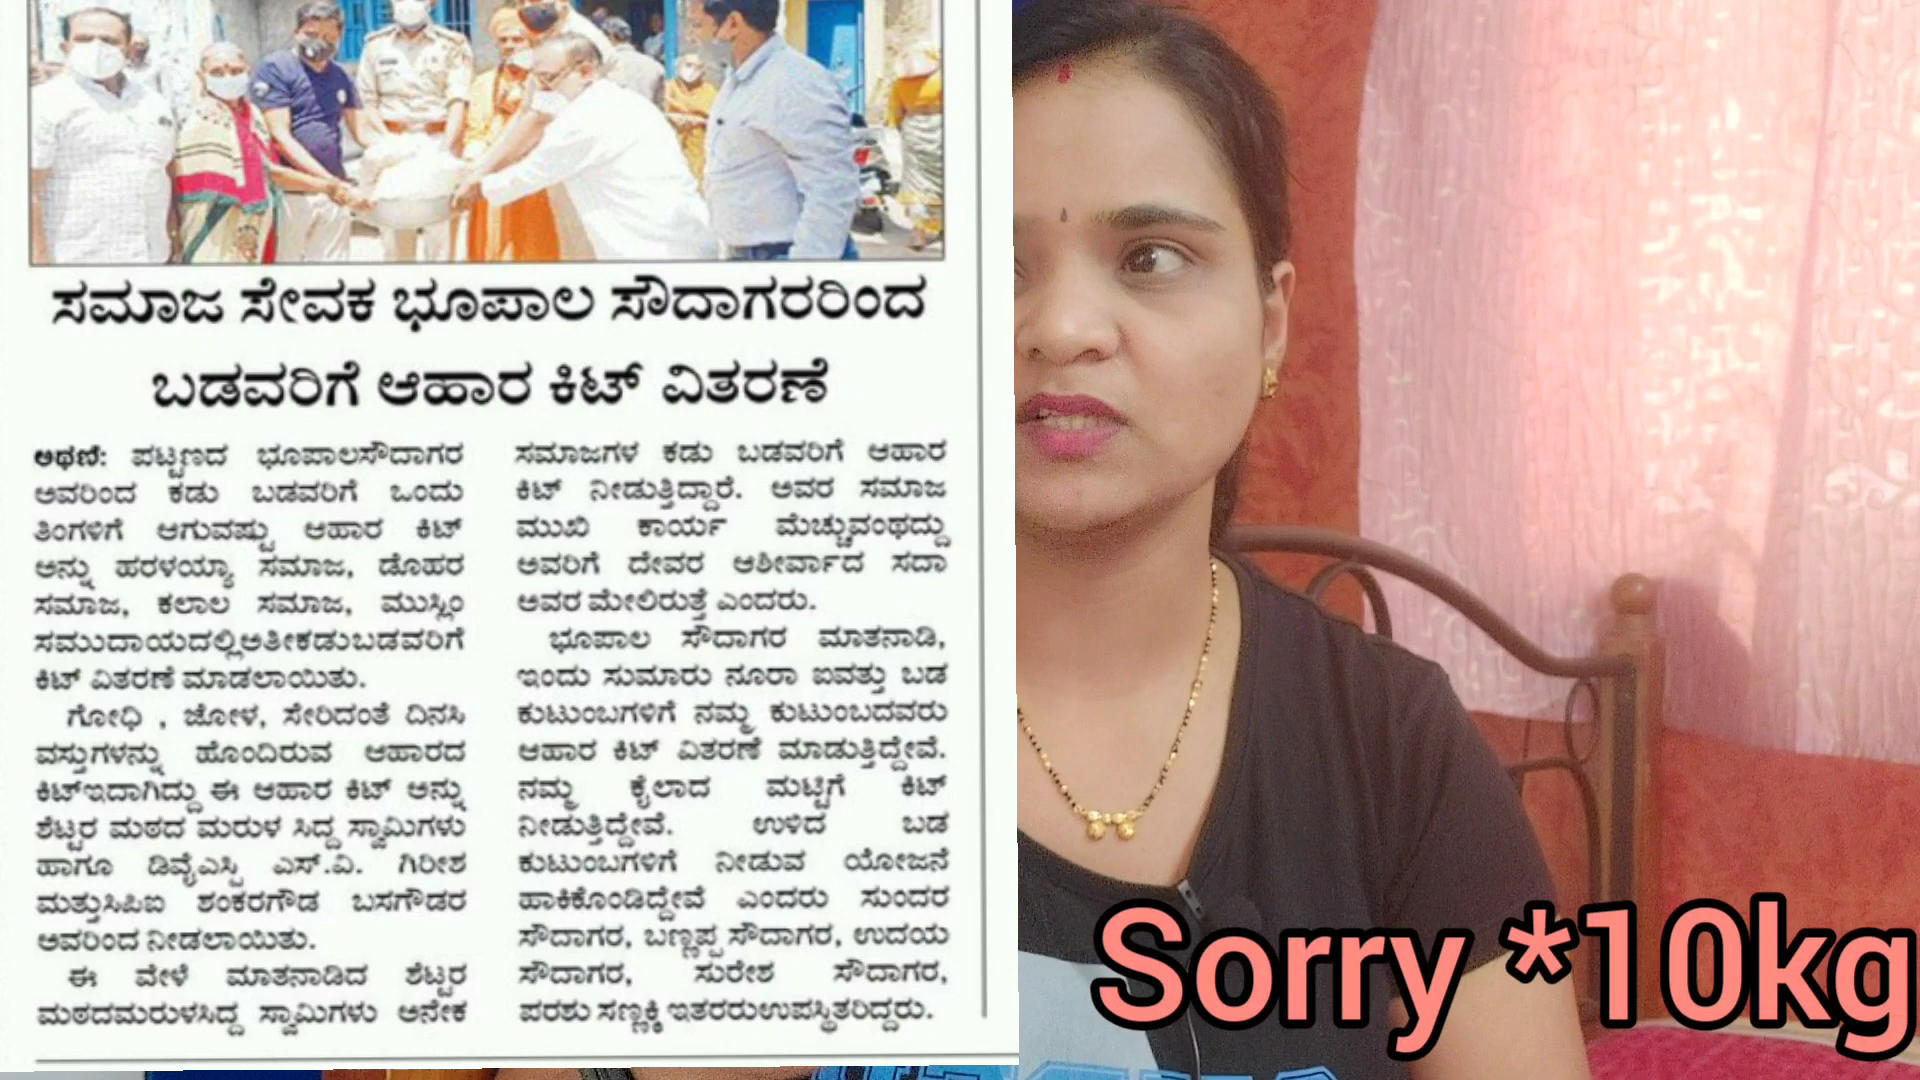 ಸಮಾಜ ಸೇವಕ ಭೂಪಾಲ ಸೌದಾಗರರಿಂದ
ಬಡವರಿಗೆ ಆಹಾರ ಕಿಟ್ ವಿತರಣೆ
ಅಥಣಿ: ಪಟ್ಟಣದ ಭೂಪಾಲಸೌದಾಗರ
ಅವರಿಂದ ಕಡು ಬಡವರಿಗೆ ಒಂದು
ತಿಂಗಳಿಗೆ ಆಗುವಷ್ಟು ಆಹಾರ ಕಿಟ್
ಅನ್ನು ಹರಳಯ್ಯಾ ಸಮಾಜ, ಡೊಹರ
ಸಮಾಜ, ಕಲಾಲ ಸಮಾಜ, ಮುಸ್ಲಿಂ
ಸಮುದಾಯದಲ್ಲಿಅತೀಕಡುಬಡವರಿಗೆ
ಕಿಟ್ ವಿತರಣೆ ಮಾಡಲಾಯಿತು.
ಗೋಧಿ , ಜೋಳ, ಸೇರಿದಂತೆ ದಿನಸಿ
ವಸ್ತುಗಳನ್ನು ಹೊಂದಿರುವ ಆಹಾರದ
ಕಿಟ್ಇದಾಗಿದ್ದು ಈ ಆಹಾರ ಕಿಟ್ ಅನ್ನು
ಶೆಟ್ಟರ ಮಠದ ಮರುಳ ಸಿದ್ದ ಸ್ವಾಮಿಗಳು
ಹಾಗೂ ಡಿವೈಎಸ್ಪಿ ಎಸ್.ವಿ. ಗಿರೀಶ
ಮತ್ತುಸಿಪಿಐ ಶಂಕರಗೌಡ ಬಸಗೌಡರ
ಅವರಿಂದ ನೀಡಲಾಯಿತು.
ಈ ವೇಳೆ ಮಾತನಾಡಿದ ಶೆಟ್ಟರ
ಮಠದಮರುಳಸಿದ್ದ ಸ್ವಾಮಿಗಳು ಅನೇಕ
ಸಮಾಜಗಳ ಕಡು ಬಡವರಿಗೆ ಆಹಾರ
ಕಿಟ್ ನೀಡುತ್ತಿದ್ದಾರೆ. ಅವರ ಸಮಾಜ
ಮುಖಿ ಕಾರ್ಯ ಮೆಚ್ಚುವಂಥದ್ದು
ಅವರಿಗೆ ದೇವರ ಆಶೀರ್ವಾದ ಸದಾ
ಅವರ ಮೇಲಿರುತ್ತೆ ಎಂದರು.
ಭೂಪಾಲ ಸೌದಾಗರ ಮಾತನಾಡಿ,
ಇಂದು ಸುಮಾರು ನೂರಾ ಐವತ್ತು ಬಡ
ಕುಟುಂಬಗಳಿಗೆ ನಮ್ಮ ಕುಟುಂಬದವರು
ಆಹಾರ ಕಿಟ್ ವಿತರಣೆ ಮಾಡುತ್ತಿದ್ದೇವೆ.
ನಮ್ಮ ಕೈಲಾದ ಮಟ್ಟಿಗೆ ಕಿಟ್
ನೀಡುತ್ತಿದ್ದೇವೆ. ಉಳಿದ ಬಡ
ಕುಟುಂಬಗಳಿಗೆ ನೀಡುವ ಯೋಜನೆ
ಹಾಕಿಕೊಂಡಿದ್ದೇವೆ ಎಂದರು ಸುಂದರ
ಸೌದಾಗರ, ಬಣ್ಣಪ್ಪ ಸೌದಾಗರ, ಉದಯ
ಸೌದಾಗರ, ಸುರೇಶ ಸೌದಾಗರ,
ಪರಶು ಸಣ್ಣಕ್ಕಿ ಇತರರುಉಪಸ್ಥಿತರಿದ್ದರು.
Sorry *10kg